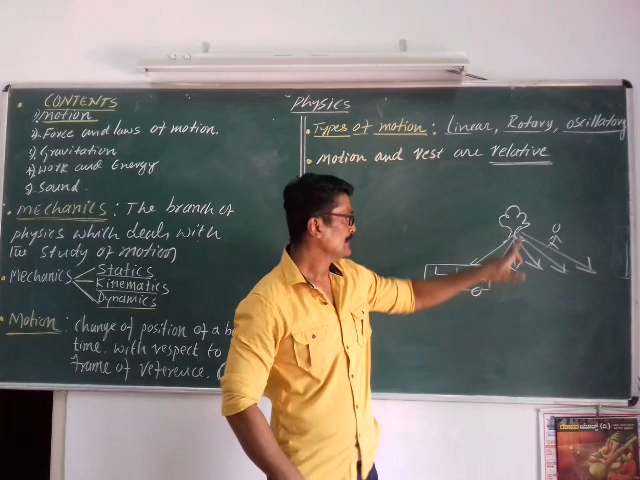 CONTENTS
1) Motion
2) Force and laws of motion.
3) Gravitation
4) Work and Energy
5) Sound.
MECHANICS : The branch of
physics which deals with
the study of motion
Mechanics
Statics
Kinematics
Dynamics
Motion : change of position of a
time. with respect to
frame of reference.
Physics
Types of motion : Linear, Rotary, oscillatory
Motion and rest are relative